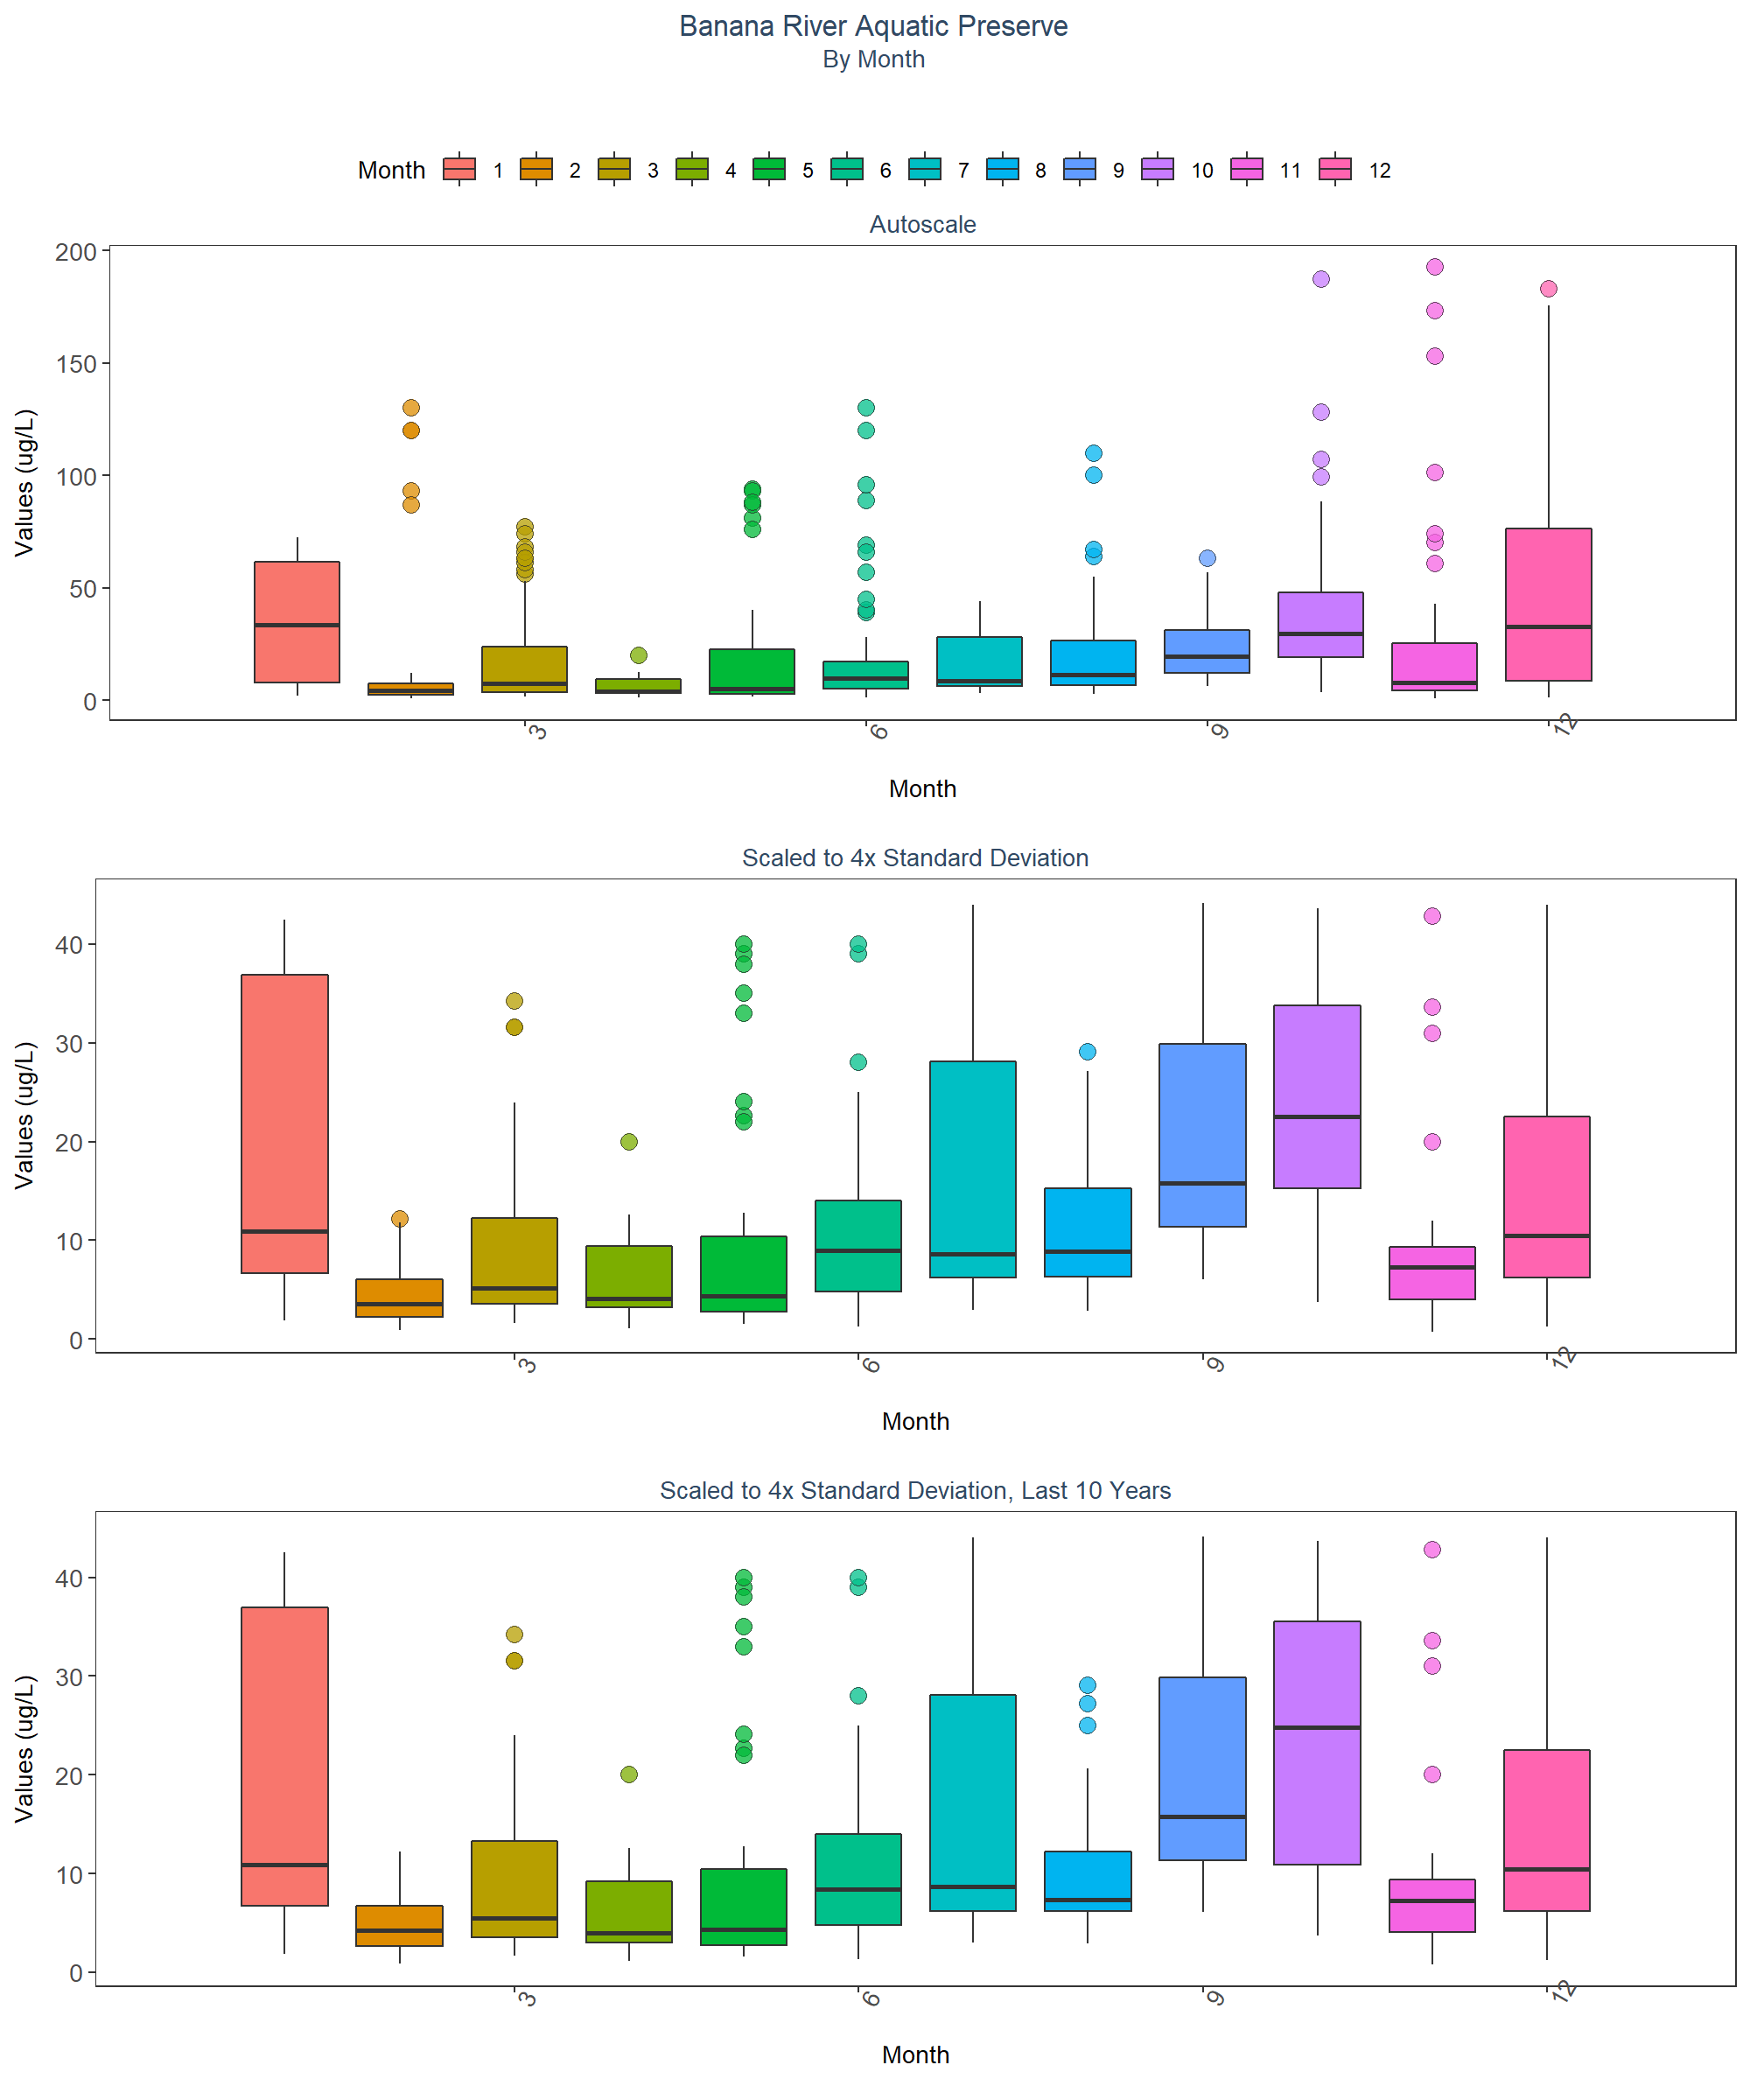 Banana River Aquatic Preserve
By Month
Month 1 2 3 4 5 6 7 8 9 10 11 12
Autoscale
Values (ug/L)
200
150
100
50
0
3 6 9 12
Month
Scaled to 4x Standard Deviation
Values (ug/L)
40
30
20
10
0
3 6 9 12
Month
Scaled to 4x Standard Deviation, Last 10 Years
Values (ug/L)
40
30
20
10
0
3 6 9 12
Month